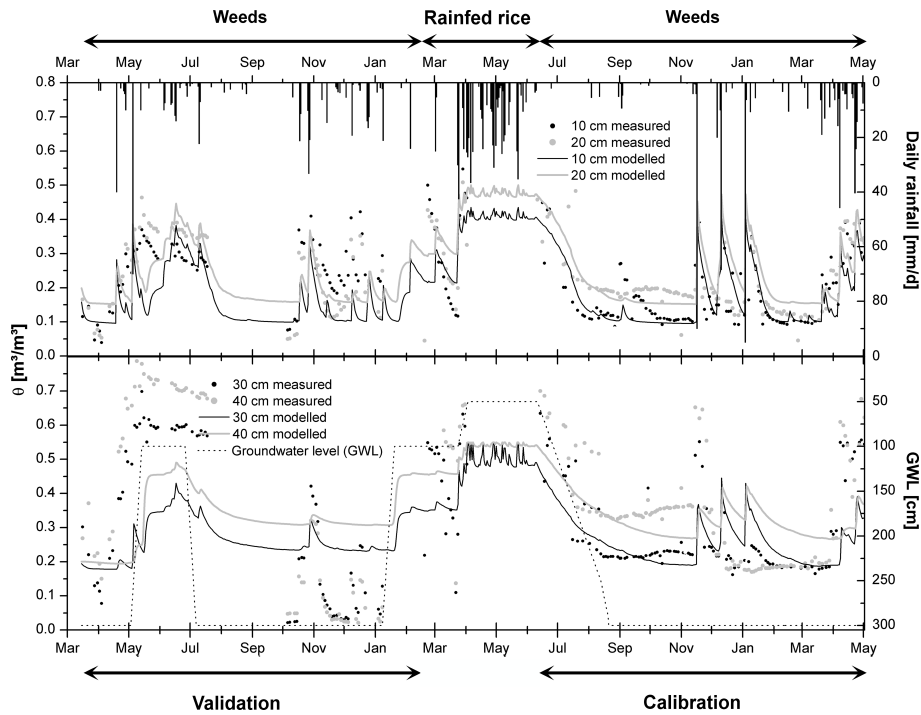 Weeds Rainfed rice Weeds
Mar May Jul Sep Nov Jan Mar May Jul Sep Nov Jan Mar May
0.8
0.7
0.6
0.5
0.4
0.3
0.2
0.1
0.0
0
20
40
60
80
0
Daily rainfall [mm/d]
10 cm measured
20 cm measured
10 cm modelled
20 cm modelled
θ [m³/m³]
0.7
0.6
0.5
0.4
0.3
0.2
0.1
0.0
50
100
150
200
250
300
GWL [cm]
30 cm measured
40 cm measured
30 cm modelled
40 cm modelled
Groundwater level (GWL)
Mar May Jul Sep Nov Jan Mar May Jul Sep Nov Jan Mar May
Validation Calibration